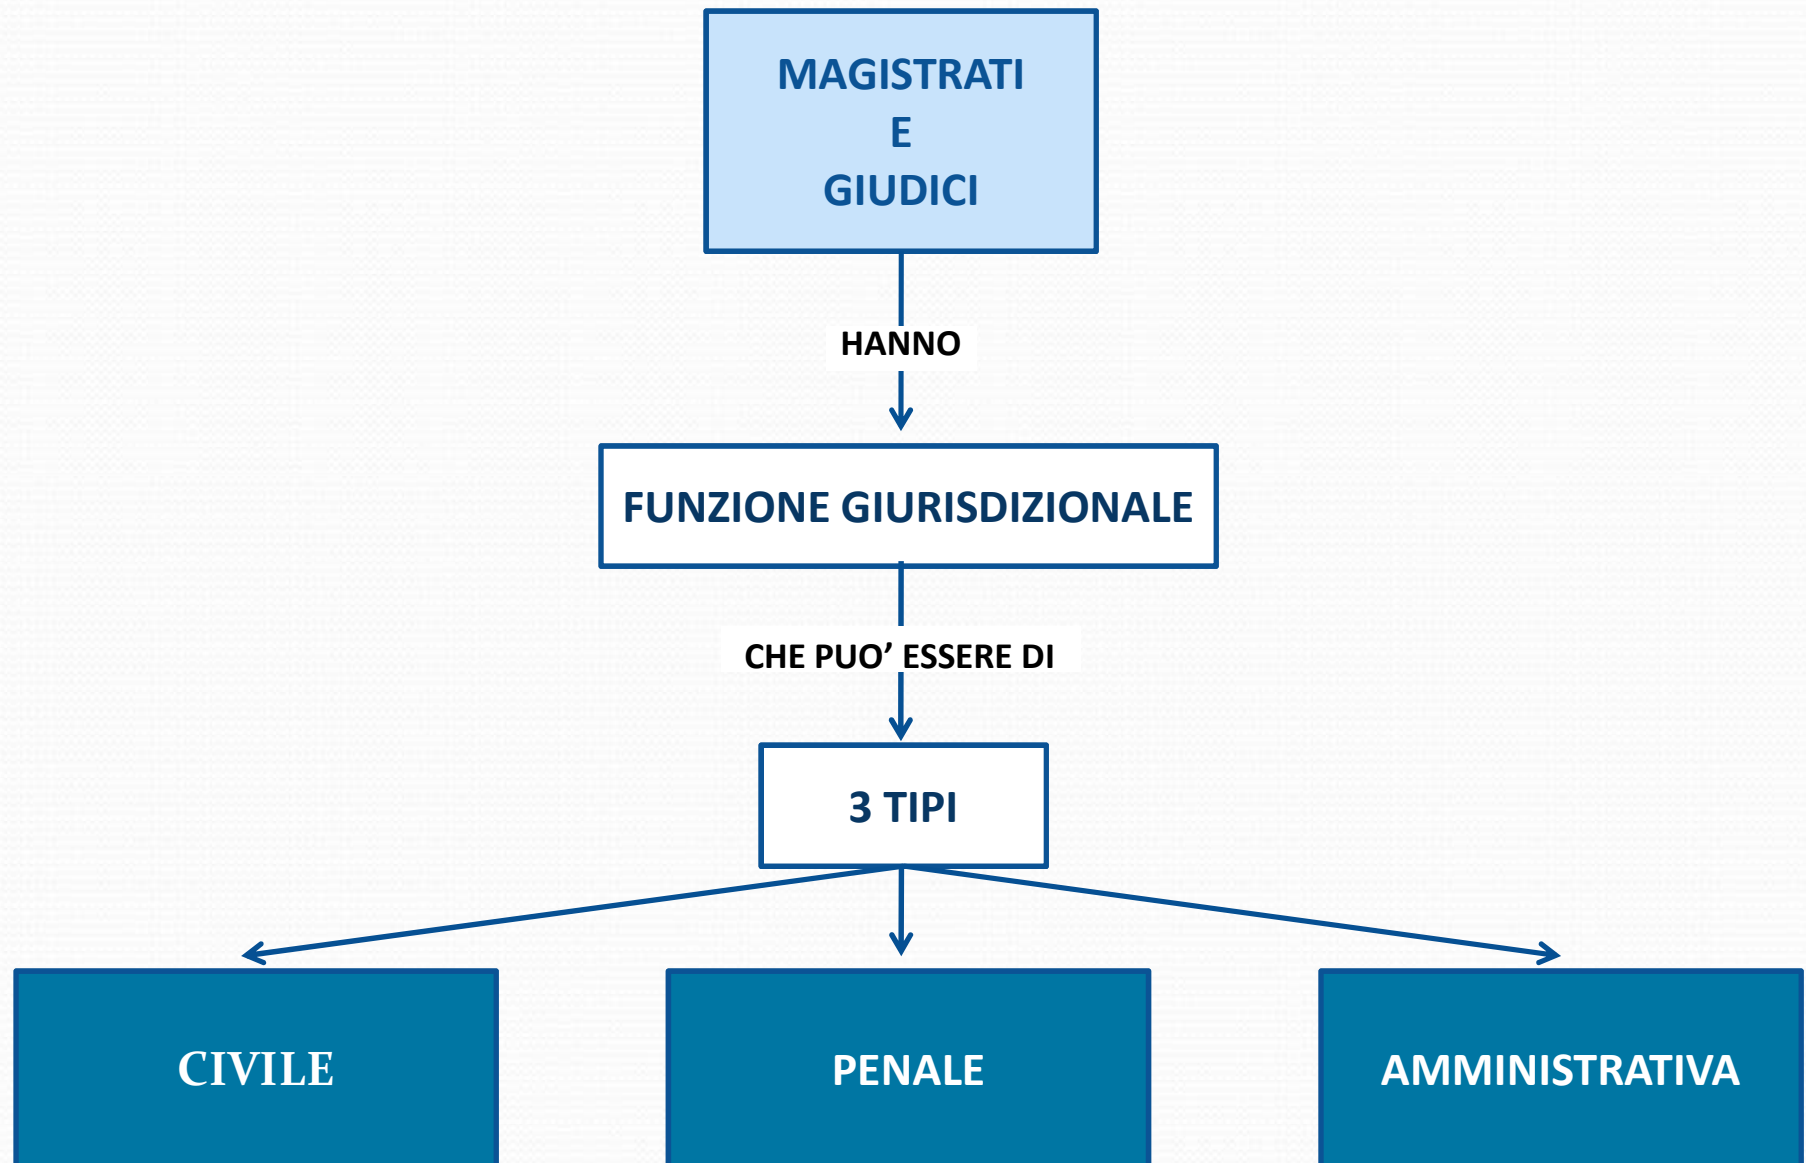 MAGISTRATI
E
GIUDICI
HANNO
FUNZIONE GIURISDIZIONALE
CHE PUO’ ESSERE DI
3 TIPI
CIVILE
PENALE
AMMINISTRATIVA